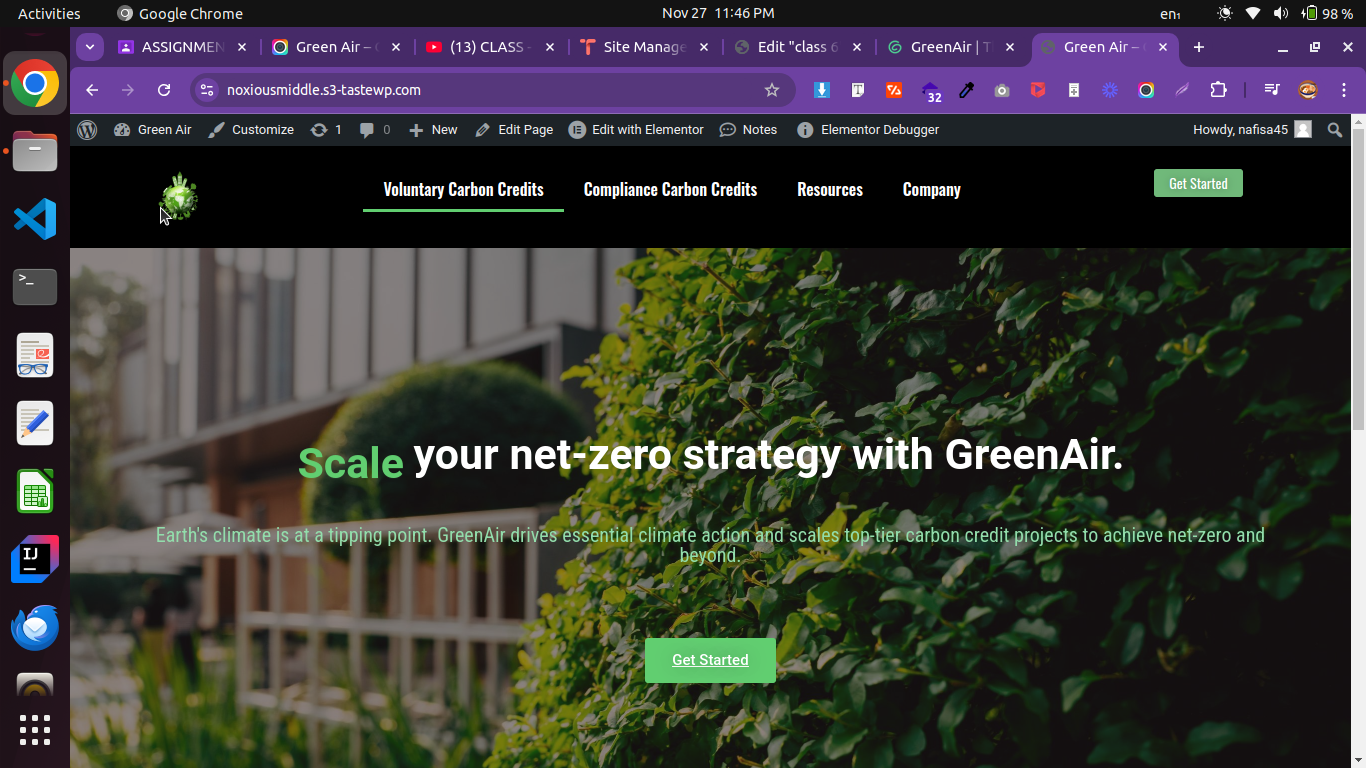 Activities
Google Chrome
Nov 27 11:46 PM
en₁
98 %
ASSIGNMEN
Green Air –
(13) CLASS
Site Manage
Edit "class 6
GreenAir | T
Green Air –
noxiousmiddle.s3-tastewp.com
32
Green Air
Customize
1
0
New
Edit Page
Edit with Elementor
Notes
Elementor Debugger
Howdy, nafisa45
Voluntary Carbon Credits
Compliance Carbon Credits
Resources
Company
Get Started
Scale your net-zero strategy with GreenAir.
Earth's climate is at a tipping point. GreenAir drives essential climate action and scales top-tier carbon credit projects to achieve net-zero and
beyond.
Get Started